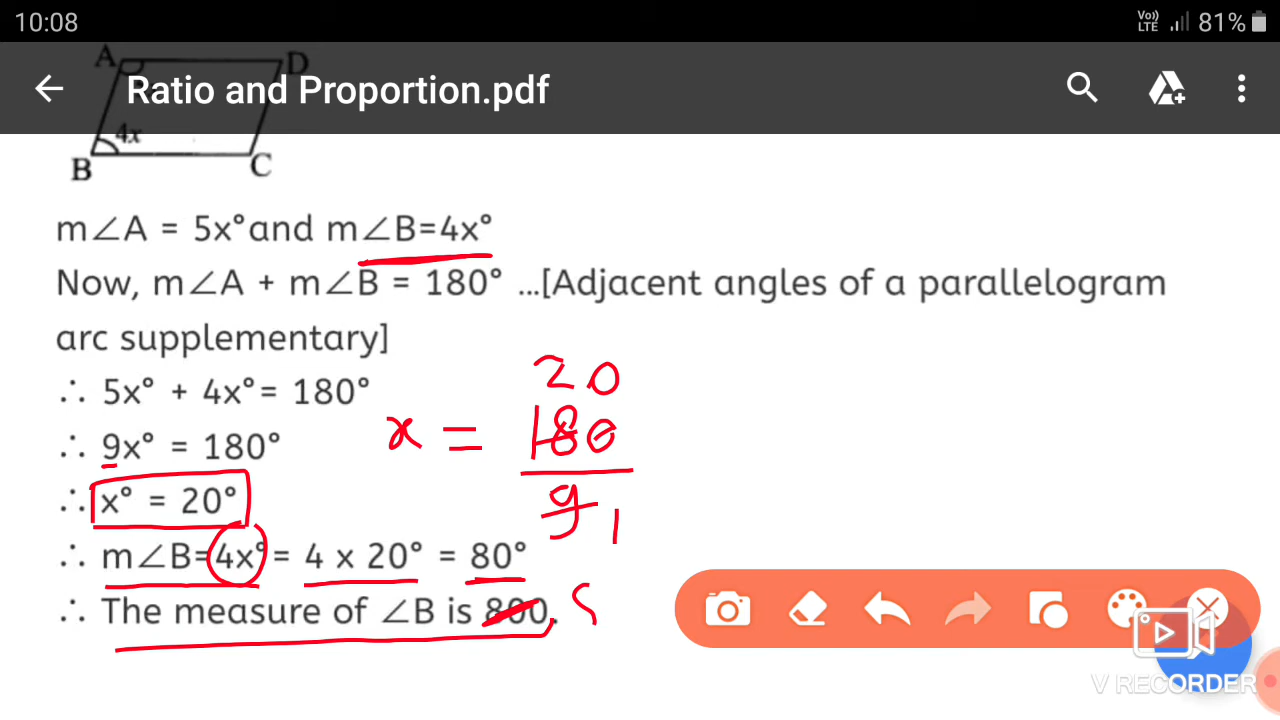 10:08
Vo)) LTE 81%
A D
Ratio and Proportion.pdf
4x
B C
m∠A = 5x° and m∠B=4x°
Now, m∠A + m∠B = 180° ...[Adjacent angles of a parallelogram
arc supplementary]
20
∴ 5x° + 4x°= 180°
x = 180
∴ 9x° = 180°
9 1
∴ x° = 20°
∴ m∠B=4x°= 4 x 20° = 80°
∴ The measure of ∠B is 800.
V RECORDER